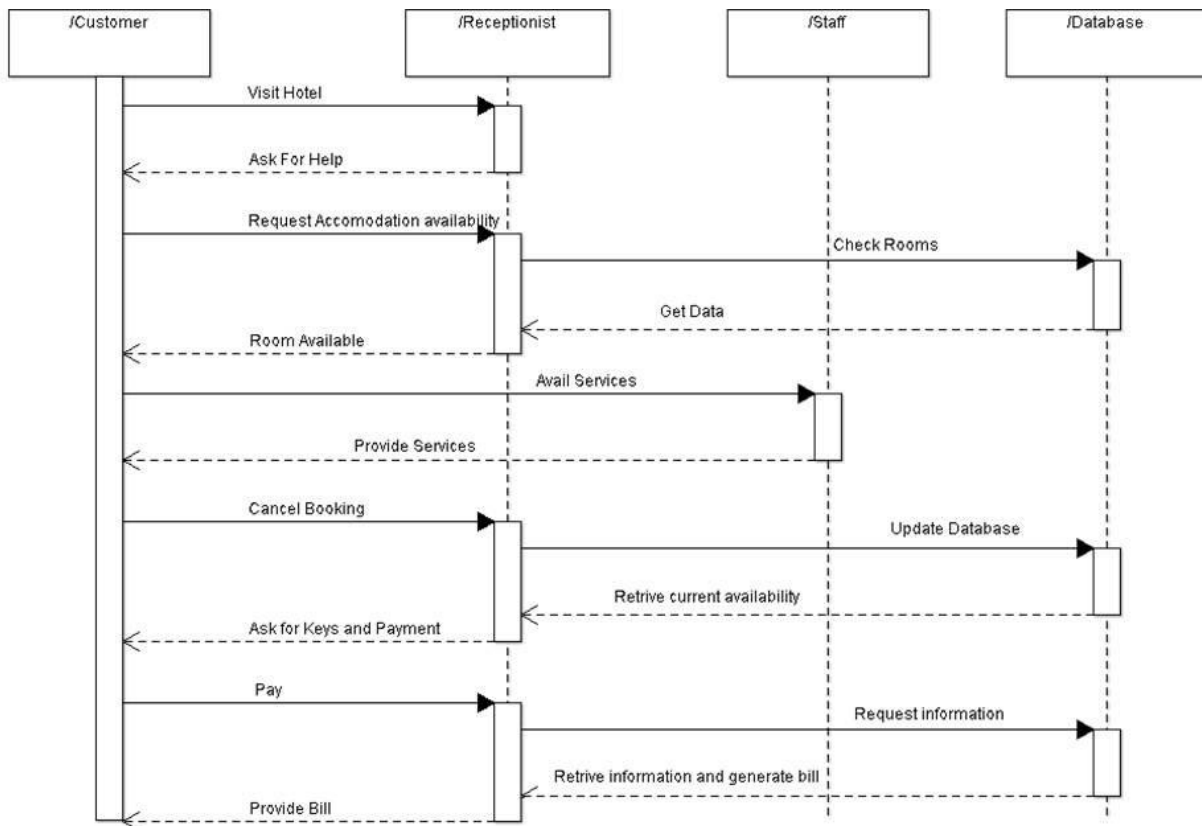 /Customer
/Receptionist
/Staff
/Database
Visit Hotel
Ask For Help
Request Accomodation availability
Check Rooms
Get Data
Room Available
Avail Services
Provide Services
Cancel Booking
Update Database
Retrive current availability
Ask for Keys and Payment
Pay
Request information
Retrive information and generate bill
Provide Bill